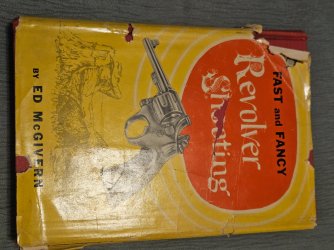 FAST and FANCY
Revolver
Shooting
BY ED McGIVERN